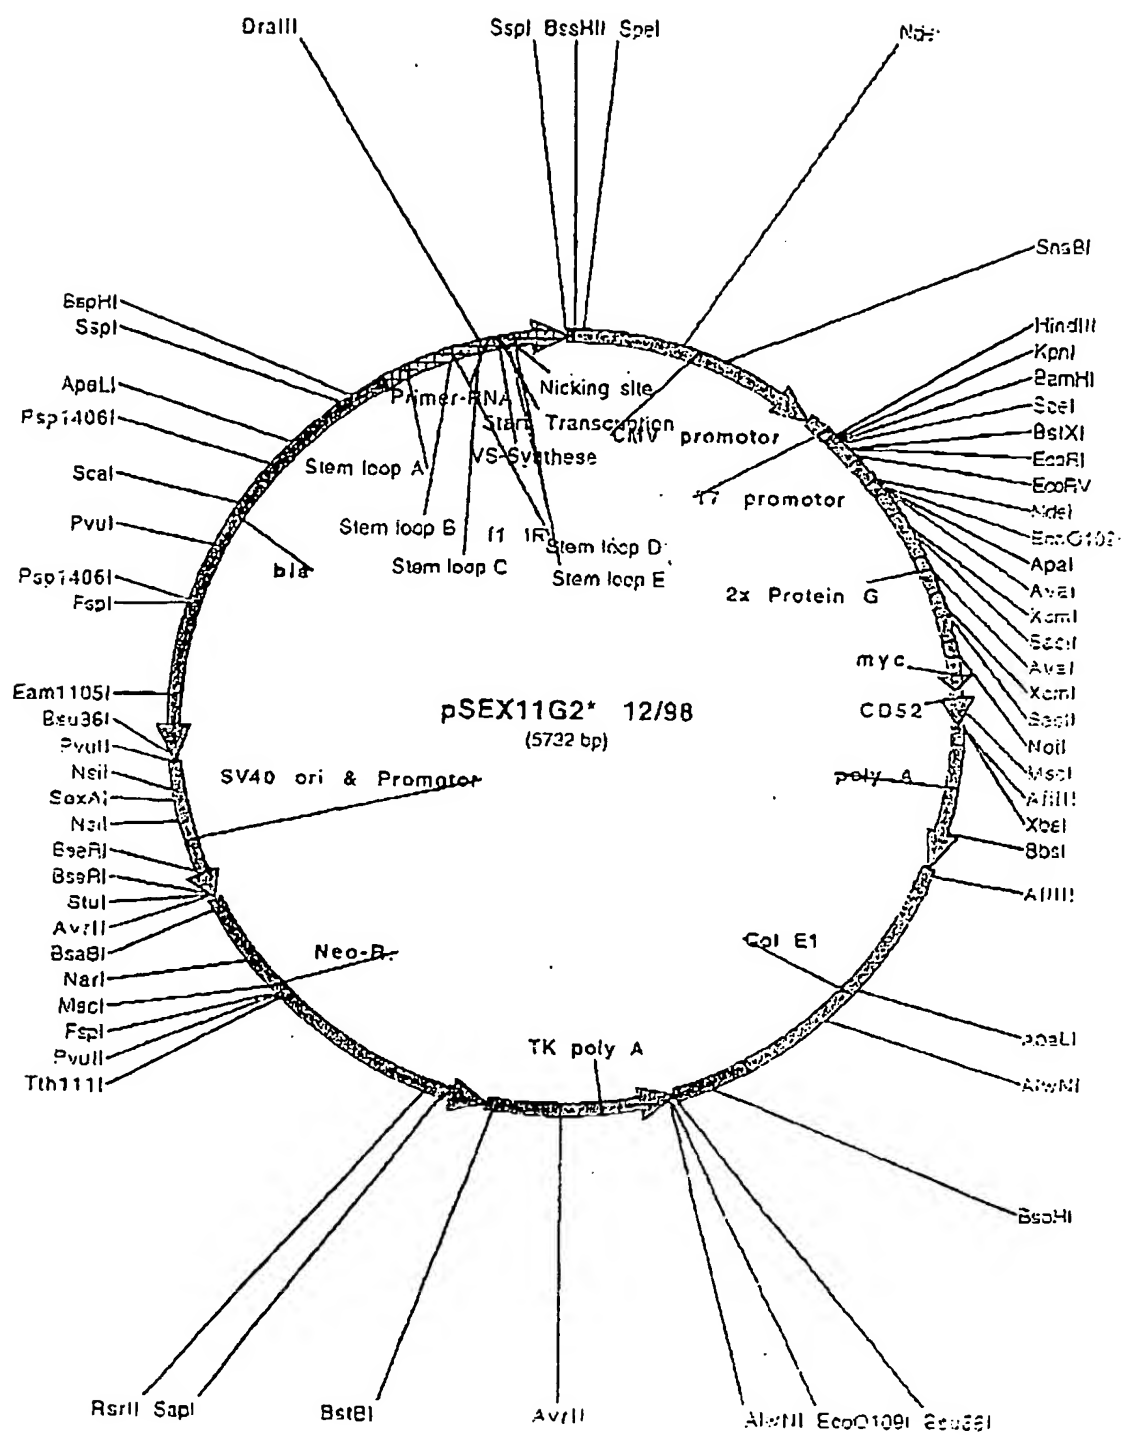 DraIII
SspI BssHII SpeI
SnaBI
HindIII
KpnI
BamHI
BstXI
EcoRI
EcoRV
NdeI
ApaI
AvaI
XcmI
SacII
AvaI
XcmI
SacII
MscI
XbaI
BbsI
AlwNI
BspHI
SspI
ApaLI
Psp1406I
ScaI
PvuI
Psp1406I
FspI
Eam1105I
Bsu36I
PvuII
NsiI
SexAI
NsiI
BseRI
BseRI
StuI
AvrII
BsaBI
NarI
MscI
FspI
PvuII
Tth111I
Primer-RNA
Nicking site
Start Transcription
CMV promotor
VS-Synthese
Stem loop A
T7 promotor
Stem loop B
f1 IR
Stem loop D
Stem loop C
Stem loop E
bla
2x Protein G
myc
CD52
pSEX11G2* 12/98
(5732 bp)
SV40 ori & Promotor
poly A
Neo-R.
Col E1
TK poly A
ApaLI
BspHI
RsrII SapI
BstBI
AvrII
AlwNI EcoO109I Bsu36I